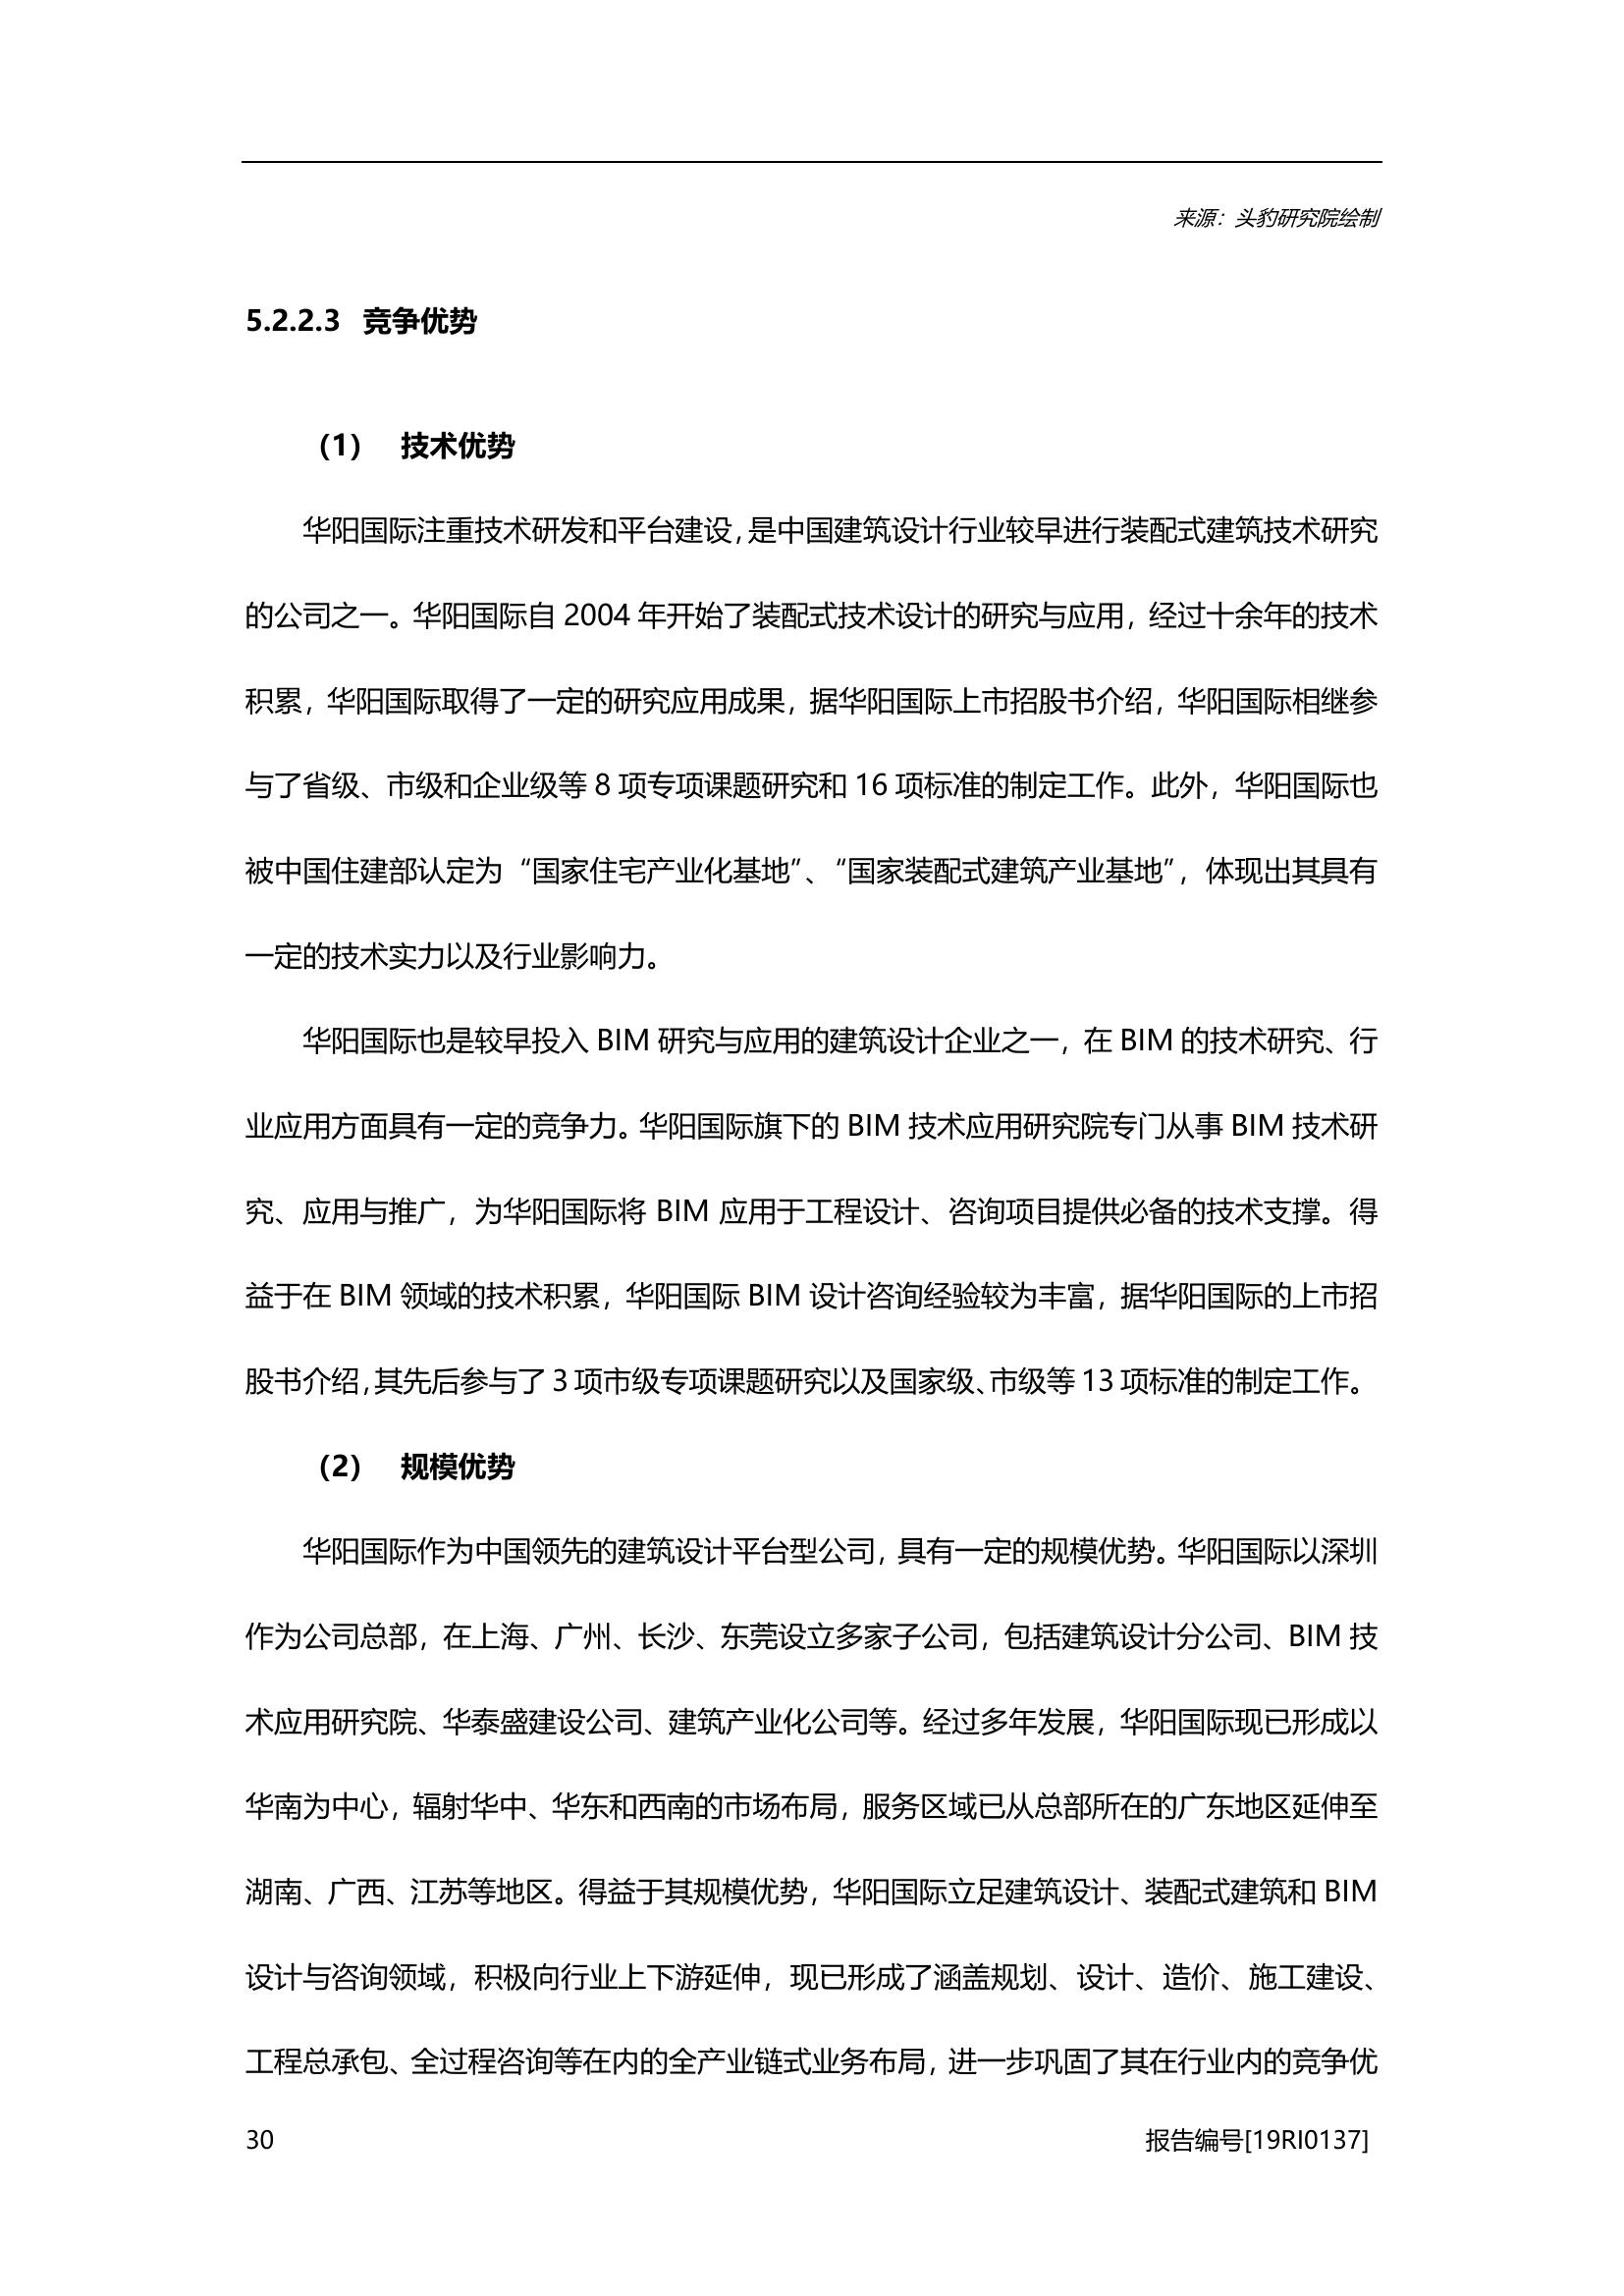 来源：头豹研究院绘制
5.2.2.3 竞争优势
（1） 技术优势
华阳国际注重技术研发和平台建设，是中国建筑设计行业较早进行装配式建筑技术研究
的公司之一。华阳国际自 2004 年开始了装配式技术设计的研究与应用，经过十余年的技术
积累，华阳国际取得了一定的研究应用成果，据华阳国际上市招股书介绍，华阳国际相继参
与了省级、市级和企业级等 8 项专项课题研究和 16 项标准的制定工作。此外，华阳国际也
被中国住建部认定为“国家住宅产业化基地”、“国家装配式建筑产业基地”，体现出其具有
一定的技术实力以及行业影响力。
华阳国际也是较早投入 BIM 研究与应用的建筑设计企业之一，在 BIM 的技术研究、行
业应用方面具有一定的竞争力。华阳国际旗下的 BIM 技术应用研究院专门从事 BIM 技术研
究、应用与推广，为华阳国际将 BIM 应用于工程设计、咨询项目提供必备的技术支撑。得
益于在 BIM 领域的技术积累，华阳国际 BIM 设计咨询经验较为丰富，据华阳国际的上市招
股书介绍，其先后参与了 3 项市级专项课题研究以及国家级、市级等 13 项标准的制定工作。
（2） 规模优势
华阳国际作为中国领先的建筑设计平台型公司，具有一定的规模优势。华阳国际以深圳
作为公司总部，在上海、广州、长沙、东莞设立多家子公司，包括建筑设计分公司、BIM 技
术应用研究院、华泰盛建设公司、建筑产业化公司等。经过多年发展，华阳国际现已形成以
华南为中心，辐射华中、华东和西南的市场布局，服务区域已从总部所在的广东地区延伸至
湖南、广西、江苏等地区。得益于其规模优势，华阳国际立足建筑设计、装配式建筑和 BIM
设计与咨询领域，积极向行业上下游延伸，现已形成了涵盖规划、设计、造价、施工建设、
工程总承包、全过程咨询等在内的全产业链式业务布局，进一步巩固了其在行业内的竞争优
30 报告编号[19RI0137]